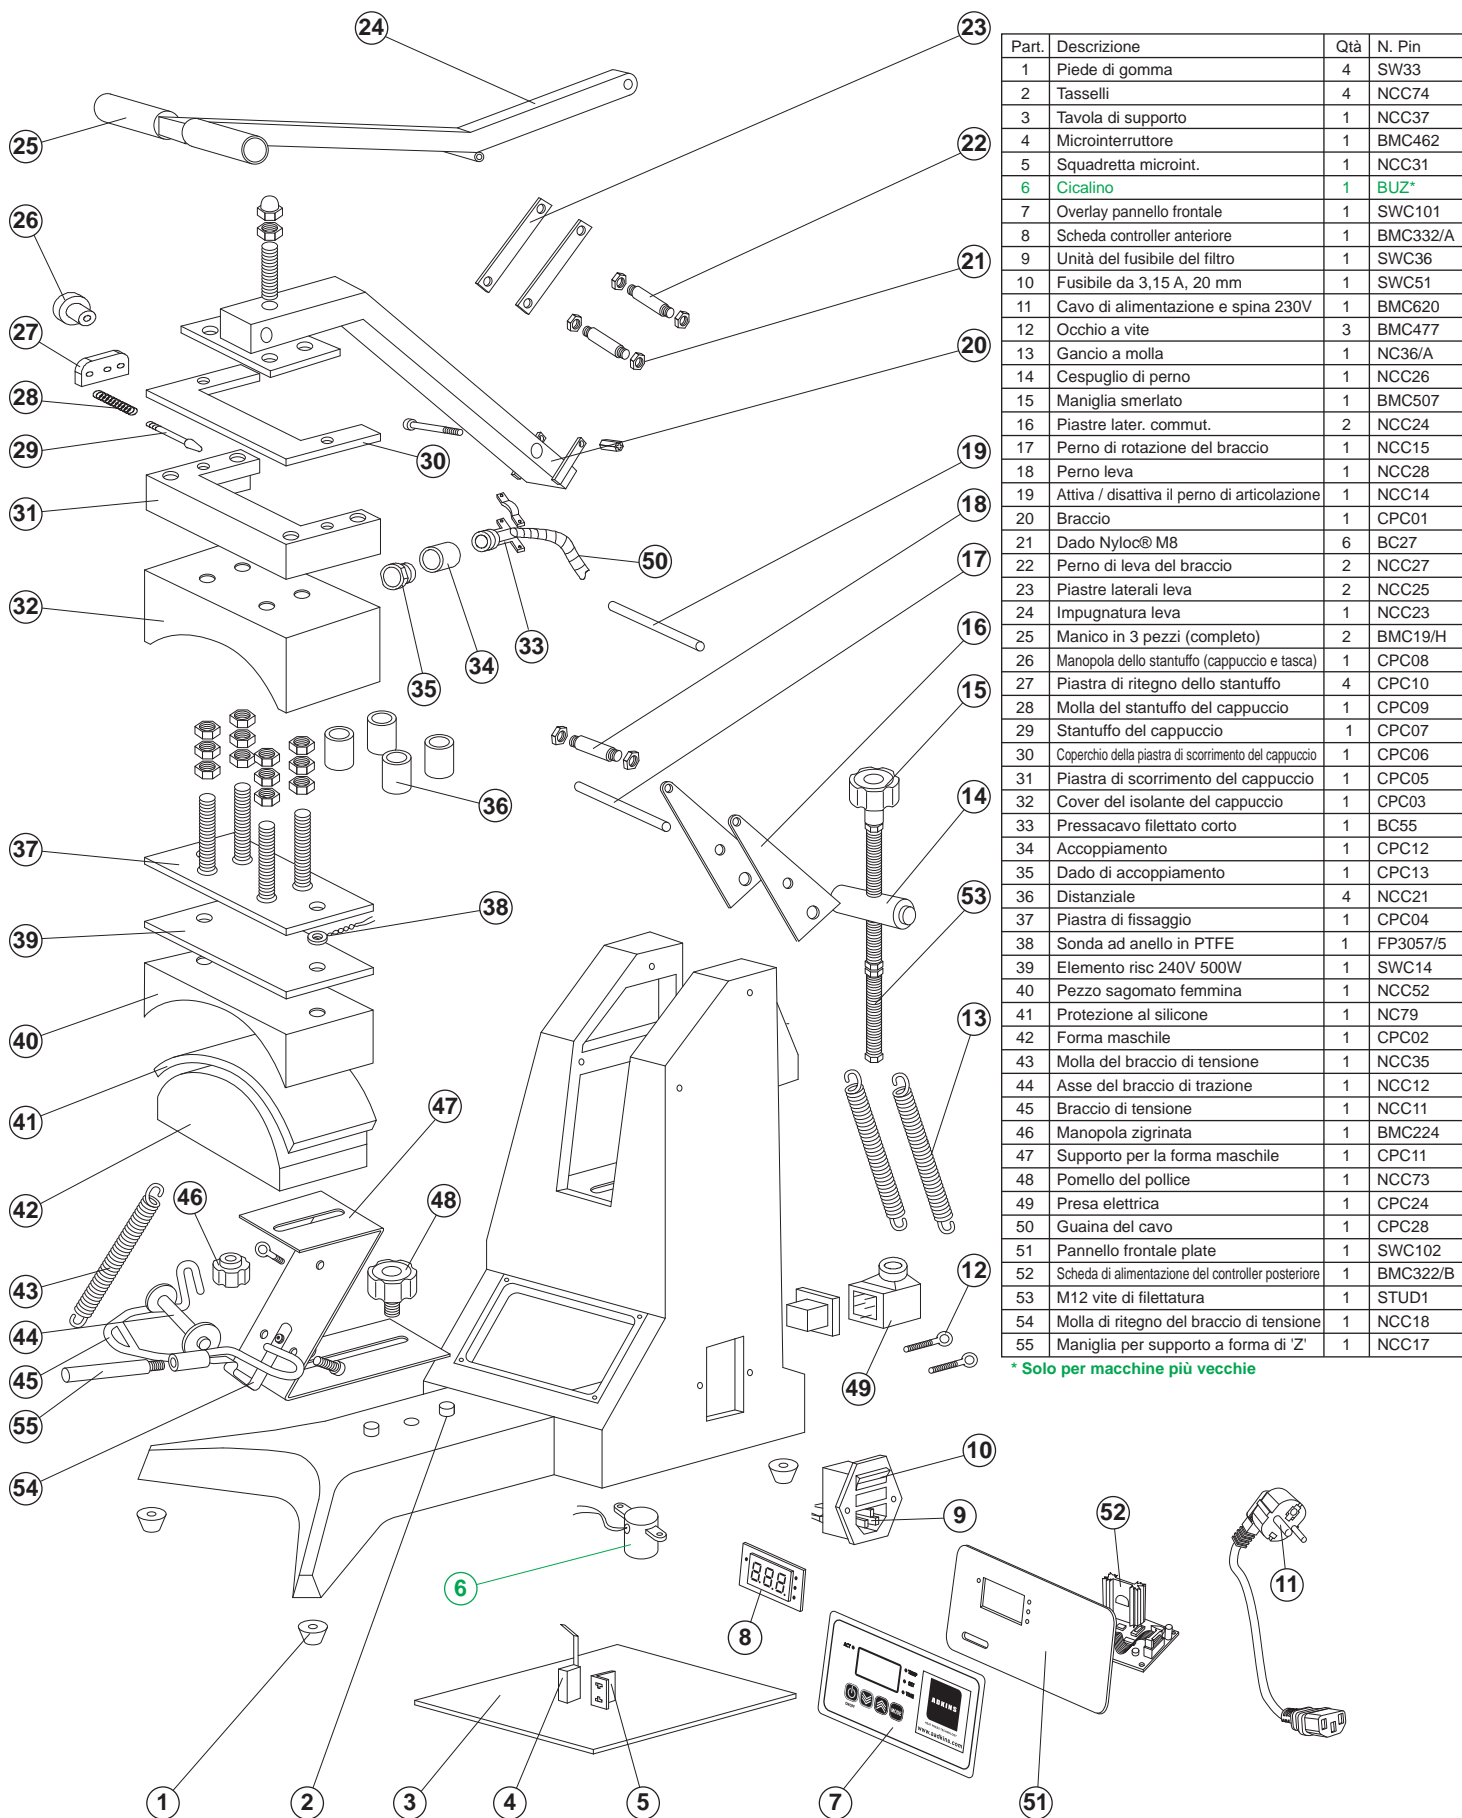 24
23
25
22
26
21
27
20
28
29
30
19
31
18
50
17
32
33
16
34
35
15
36
14
37
38
53
39
40
13
41
47
42
46
48
43
12
44
45
49
55
54
10
9
52
6
11
8
ACT
TEMP
SET
TIME
ON/OFF
MODE
ADKINS
www.aadkins.com
1
2
3
4
5
7
51
Part. Descrizione Qtà N. Pin
1 Piede di gomma 4 SW33
2 Tasselli 4 NCC74
3 Tavola di supporto 1 NCC37
4 Microinterruttore 1 BMC462
5 Squadretta microint. 1 NCC31
6 Cicalino 1 BUZ*
7 Overlay pannello frontale 1 SWC101
8 Scheda controller anteriore 1 BMC332/A
9 Unità del fusibile del filtro 1 SWC36
10 Fusibile da 3,15 A, 20 mm 1 SWC51
11 Cavo di alimentazione e spina 230V 1 BMC620
12 Occhio a vite 3 BMC477
13 Gancio a molla 1 NC36/A
14 Cespuglio di perno 1 NCC26
15 Maniglia smerlato 1 BMC507
16 Piastre later. commut. 2 NCC24
17 Perno di rotazione del braccio 1 NCC15
18 Perno leva 1 NCC28
19 Attiva / disattiva il perno di articolazione 1 NCC14
20 Braccio 1 CPC01
21 Dado Nyloc® M8 6 BC27
22 Perno di leva del braccio 2 NCC27
23 Piastre laterali leva 2 NCC25
24 Impugnatura leva 1 NCC23
25 Manico in 3 pezzi (completo) 2 BMC19/H
26 Manopola dello stantuffo (cappuccio e tasca) 1 CPC08
27 Piastra di ritegno dello stantuffo 4 CPC10
28 Molla del stantuffo del cappuccio 1 CPC09
29 Stantuffo del cappuccio 1 CPC07
30 Coperchio della piastra di scorrimento del cappuccio 1 CPC06
31 Piastra di scorrimento del cappuccio 1 CPC05
32 Cover del isolante del cappuccio 1 CPC03
33 Pressacavo filettato corto 1 BC55
34 Accoppiamento 1 CPC12
35 Dado di accoppiamento 1 CPC13
36 Distanziale 4 NCC21
37 Piastra di fissaggio 1 CPC04
38 Sonda ad anello in PTFE 1 FP3057/5
39 Elemento risc 240V 500W 1 SWC14
40 Pezzo sagomato femmina 1 NCC52
41 Protezione al silicone 1 NC79
42 Forma maschile 1 CPC02
43 Molla del braccio di tensione 1 NCC35
44 Asse del braccio di trazione 1 NCC12
45 Braccio di tensione 1 NCC11
46 Manopola zigrinata 1 BMC224
47 Supporto per la forma maschile 1 CPC11
48 Pomello del pollice 1 NCC73
49 Presa elettrica 1 CPC24
50 Guaina del cavo 1 CPC28
51 Pannello frontale plate 1 SWC102
52 Scheda di alimentazione del controller posteriore 1 BMC322/B
53 M12 vite di filettatura 1 STUD1
54 Molla di ritegno del braccio di tensione 1 NCC18
55 Maniglia per supporto a forma di 'Z' 1 NCC17
* Solo per macchine più vecchie